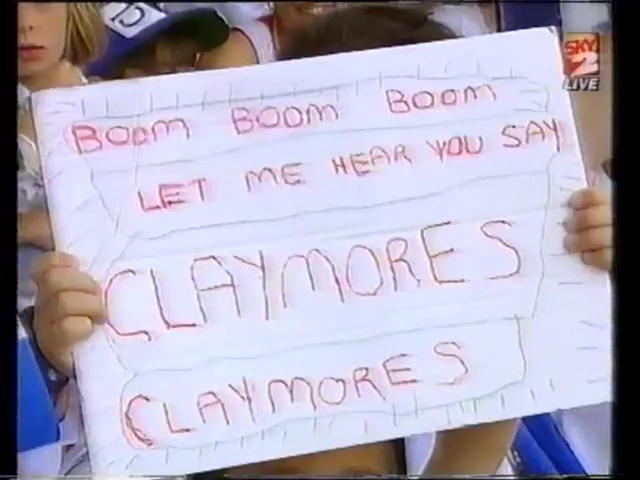 SKY
2
LIVE
BOOM BOOM BOOM
LET ME HEAR YOU SAY
CLAYMORES
CLAYMORES